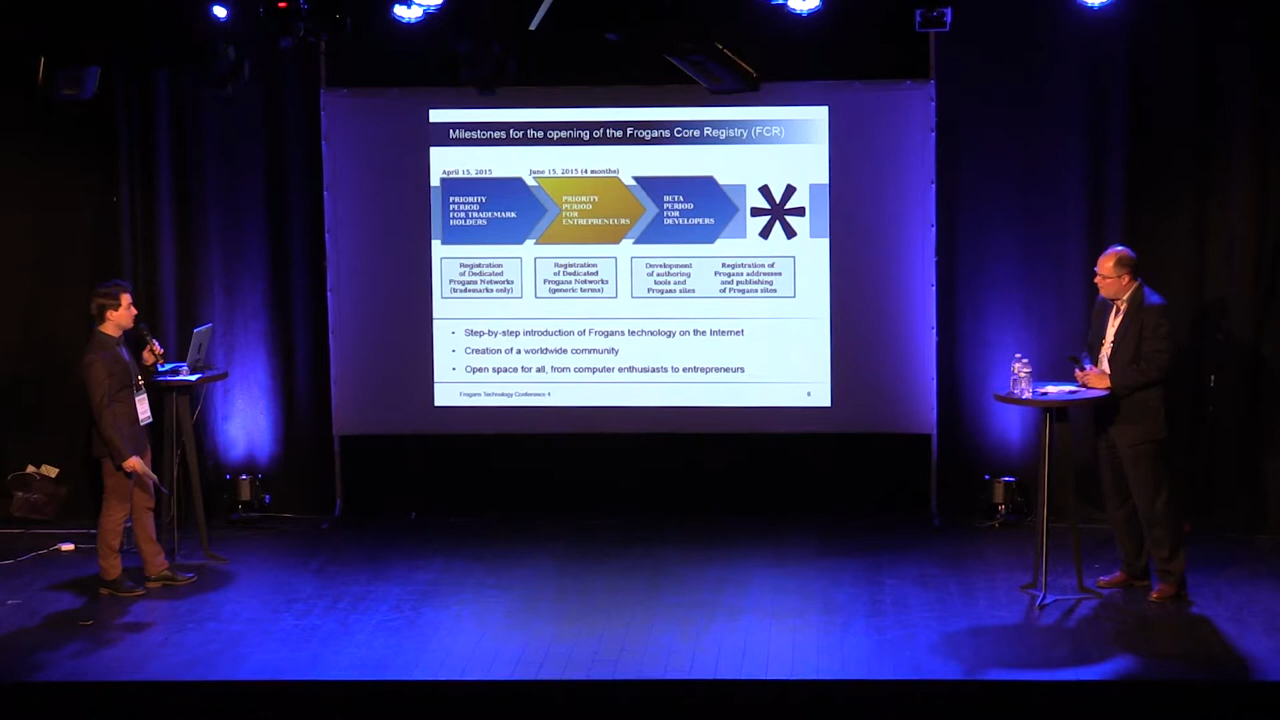 Milestones for the opening of the Frogans Core Registry (FCR)
April 15, 2015
June 15, 2015 (4 months)
PRIORITY
PERIOD
FOR TRADEMARK
HOLDERS
PRIORITY
PERIOD
FOR
ENTREPRENEURS
BETA
PERIOD
FOR
DEVELOPERS
Registration
of Dedicated
Frogans Networks
(trademarks only)
Registration
of Dedicated
Frogans Networks
(generic terms)
Development
of authoring
tools and
Frogans sites
Registration of
Frogans addresses
and publishing
of Frogans sites
• Step-by-step introduction of Frogans technology on the Internet
• Creation of a worldwide community
• Open space for all, from computer enthusiasts to entrepreneurs
Frogans Technology Conference 4
6